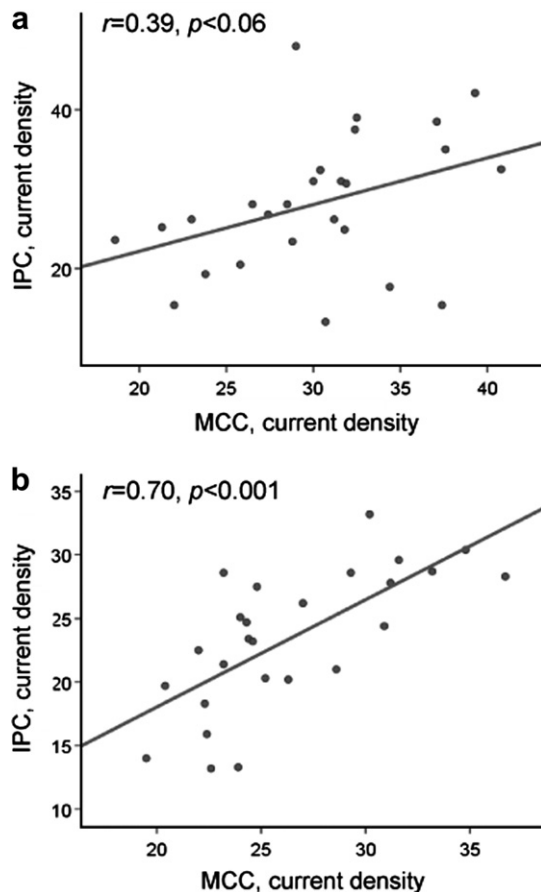 a
r=0.39, p<0.06
IPC, current density
40
20
20 25 30 35 40
MCC, current density
b
r=0.70, p<0.001
IPC, current density
35
30
25
20
15
10
20 25 30 35
MCC, current density